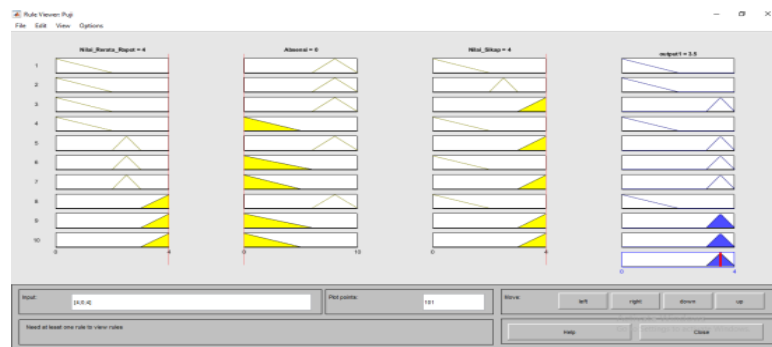 Rule Viewer: Puji
File Edit View Options
Nilai_Rerata_Rapot = 4
Absensi = 0
Nilai_Sikap = 4
output1 = 3.5
1
2
3
4
5
6
7
8
9
10
0 4
0 10
0 4
0 4
Input:
[4;0;4]
Plot points:
101
Move:
left
right
down
up
Need at least one rule to view rules
Help
Close